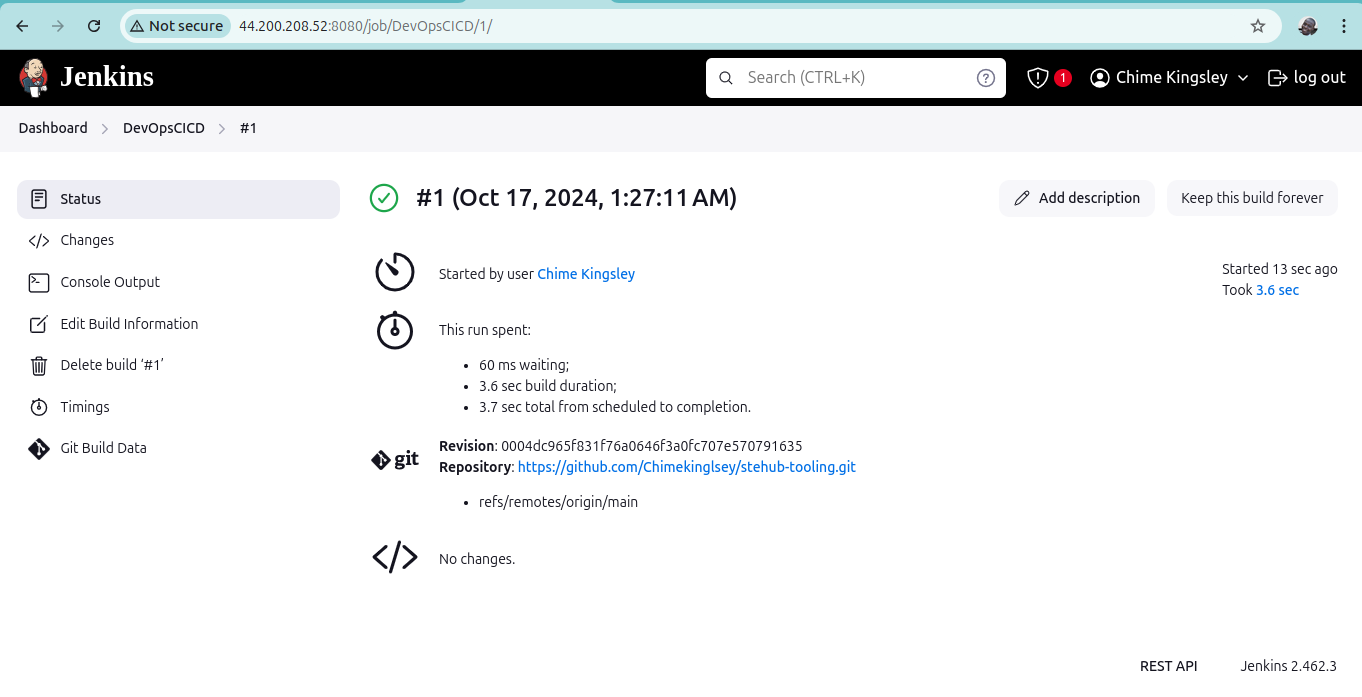 Not secure 44.200.208.52:8080/job/DevOpsCICD/1/
Jenkins Search (CTRL+K) ? 1 Chime Kingsley log out
Dashboard DevOpsCICD #1
Status
Changes
Console Output
Edit Build Information
Delete build ‘#1’
Timings
Git Build Data
#1 (Oct 17, 2024, 1:27:11 AM)
Add description
Keep this build forever
Started by user Chime Kingsley
Started 13 sec ago
Took 3.6 sec
This run spent:
• 60 ms waiting;
• 3.6 sec build duration;
• 3.7 sec total from scheduled to completion.
git
Revision: 0004dc965f831f76a0646f3a0fc707e570791635
Repository: https://github.com/Chimekinglsey/stehub-tooling.git
• refs/remotes/origin/main
No changes.
REST API Jenkins 2.462.3